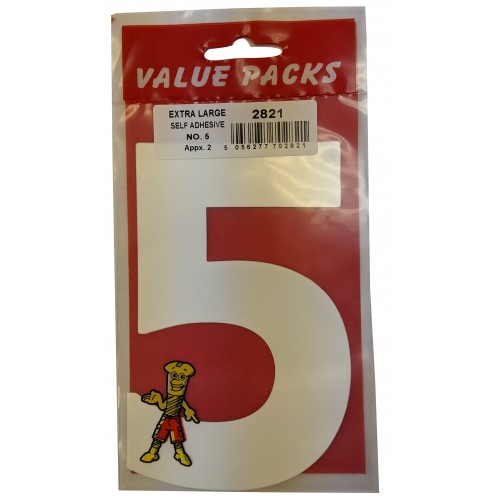 VALUE PACKS
EXTRA LARGE 2821
SELF ADHESIVE
NO. 5
Appx. 2 5 056277 702821
5